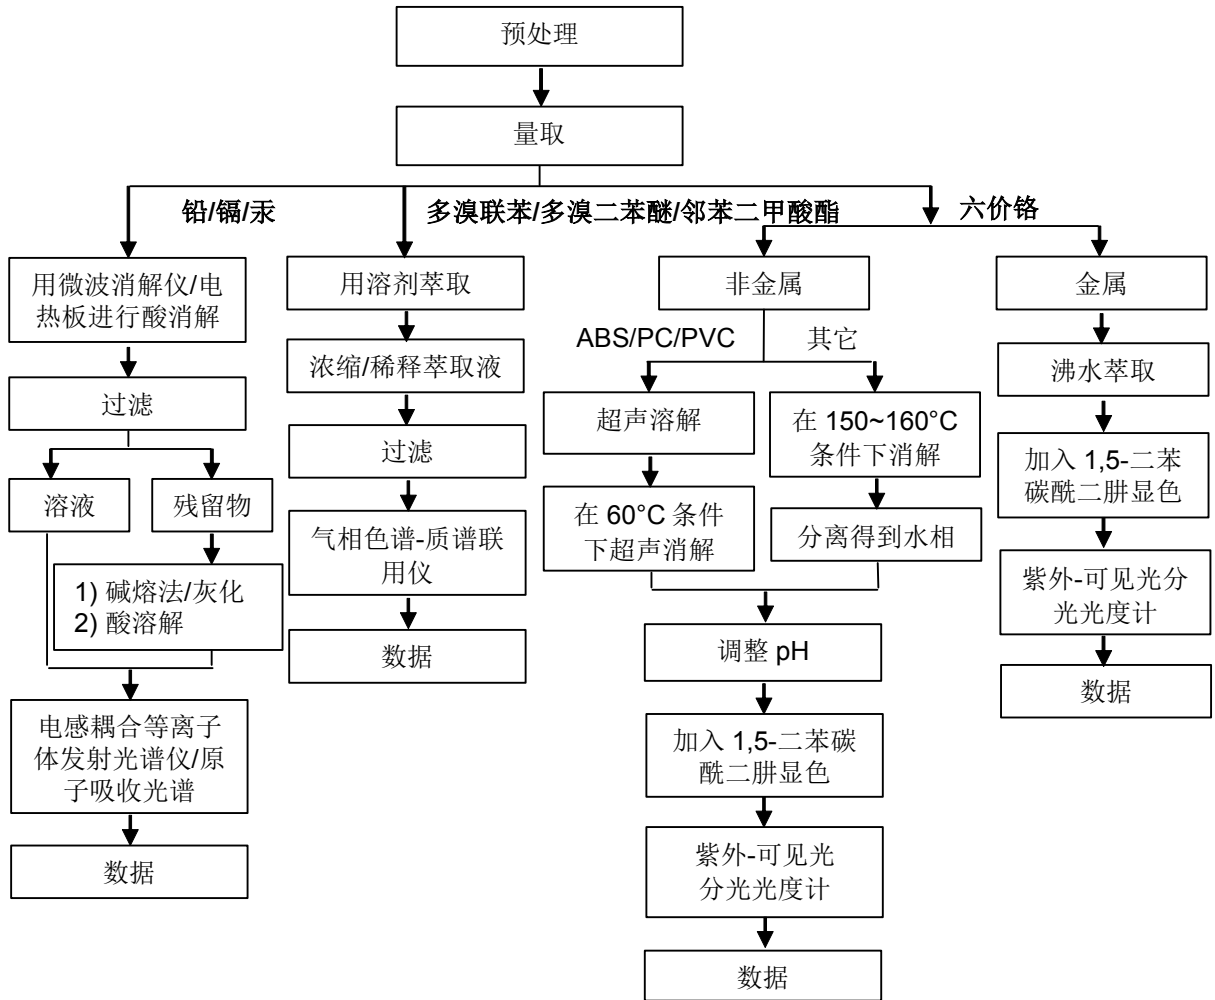 预处理
量取
铅/镉/汞
多溴联苯/多溴二苯醚/邻苯二甲酸酯
六价铬
用微波消解仪/电
热板进行酸消解
过滤
溶液
残留物
1) 碱熔法/灰化
2) 酸溶解
电感耦合等离子
体发射光谱仪/原
子吸收光谱
数据
用溶剂萃取
浓缩/稀释萃取液
过滤
气相色谱-质谱联
用仪
数据
非金属
ABS/PC/PVC
其它
超声溶解
在 60°C 条件
下超声消解
在 150~160°C
条件下消解
分离得到水相
调整 pH
加入 1,5-二苯碳
酰二肼显色
紫外-可见光
分光光度计
数据
金属
沸水萃取
加入 1,5-二苯
碳酰二肼显色
紫外-可见光分
光光度计
数据